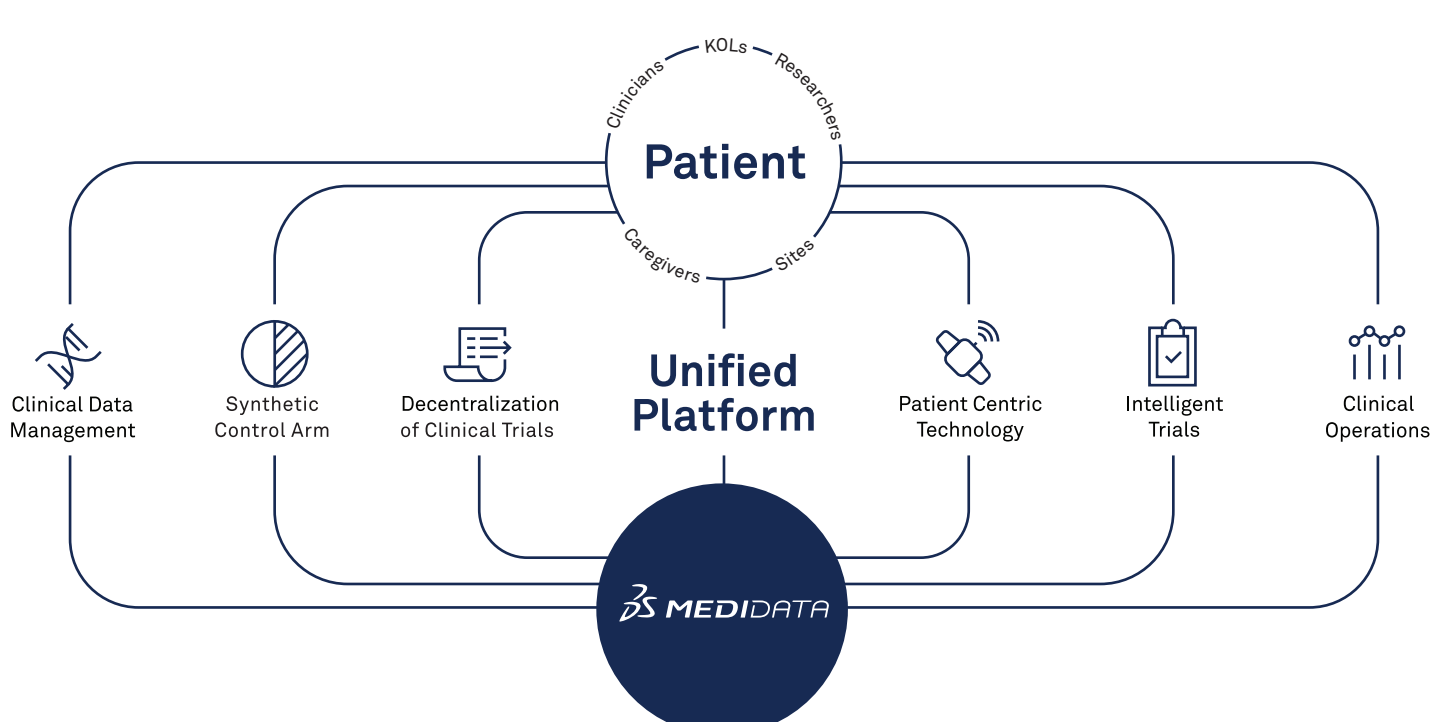 KOLs
Clinicians
Researchers
Patient
Caregivers
Sites
Clinical Data
Management
Synthetic
Control Arm
Decentralization
of Clinical Trials
Unified
Platform
Patient Centric
Technology
Intelligent
Trials
Clinical
Operations
3DS MEDIDATA